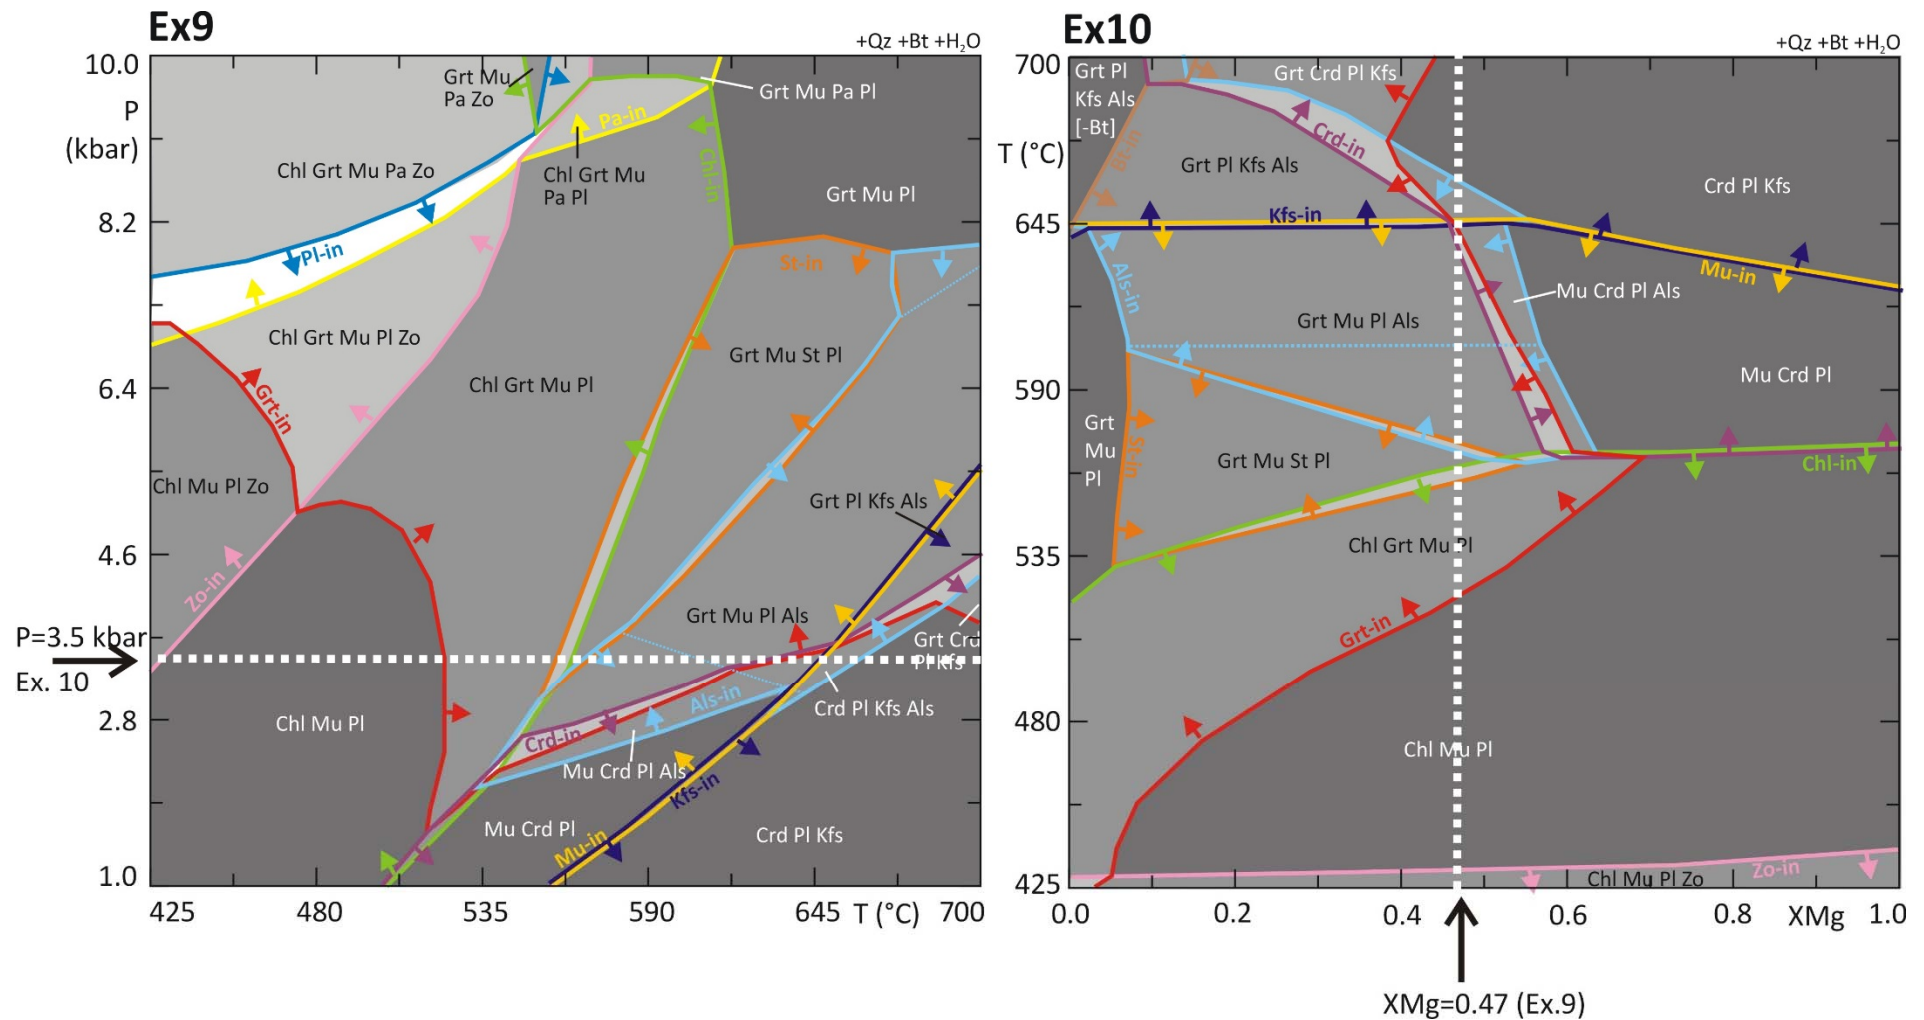 Ex9
+Qz +Bt +H₂O
10.0
P
(kbar)
8.2
6.4
4.6
P=3.5 kbar
Ex. 10
2.8
1.0
425
480
535
590
645
T (°C)
700
Grt Mu
Pa Zo
Grt Mu Pa Pl
Pa-in
Chl Grt Mu Pa Zo
Chl Grt Mu
Pa Pl
Chl-in
Grt Mu Pl
Pl-in
St-in
Chl Grt Mu Pl Zo
Grt Mu St Pl
Chl Grt Mu Pl
Grt-in
Chl Mu Pl Zo
Grt Pl Kfs Als
Zo-in
Grt Mu Pl Als
Grt Crd
Pl Kfs
Als-in
Crd Pl Kfs Als
Chl Mu Pl
Crd-in
Mu Crd Pl Als
Kfs-in
Mu Crd Pl
Crd Pl Kfs
Mu-in
Ex10
+Qz +Bt +H₂O
700
T (°C)
645
590
535
480
425
0.0
0.2
0.4
0.6
0.8
XMg
1.0
Grt Pl
Kfs Als
[-Bt]
Grt Crd Pl Kfs
Bt-in
Crd-in
Grt Pl Kfs Als
Crd Pl Kfs
Kfs-in
Als-in
Mu-in
Mu Crd Pl Als
Grt Mu Pl Als
Mu Crd Pl
Grt
Mu
Pl
St-in
Grt Mu St Pl
Chl-in
Chl Grt Mu Pl
Grt-in
Chl Mu Pl
Zo-in
Chl Mu Pl Zo
XMg=0.47 (Ex.9)